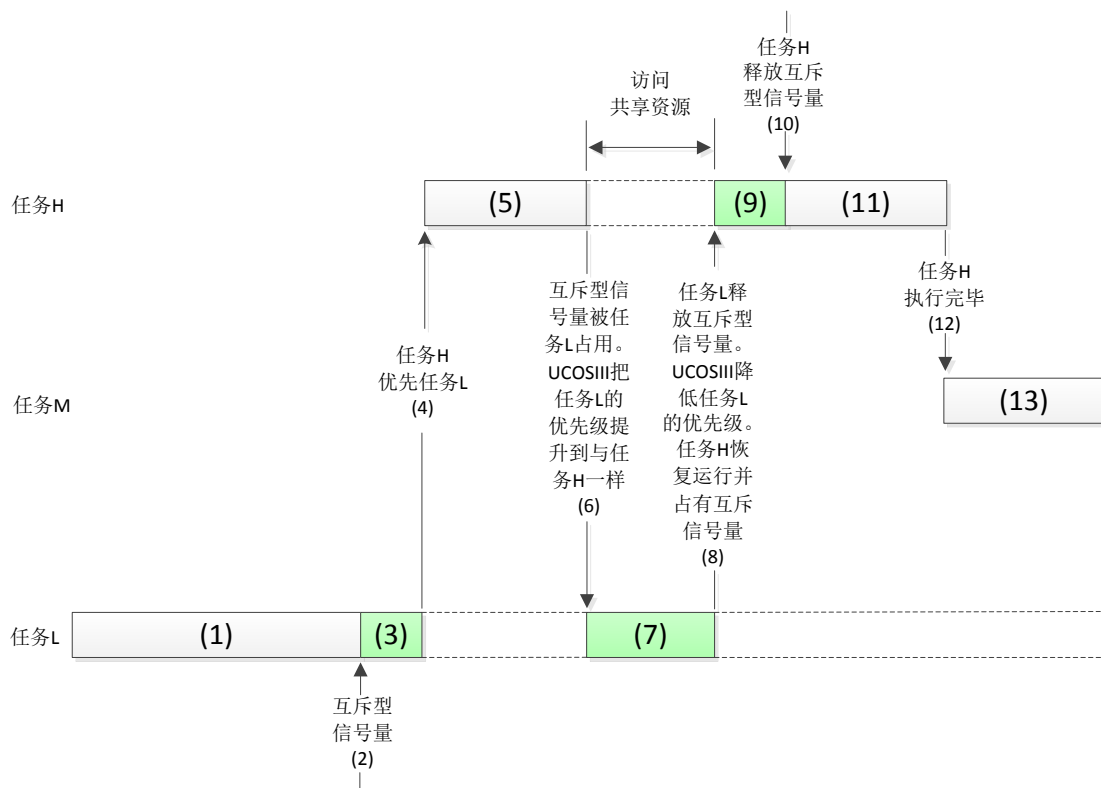 任务H
释放互斥
型信号量
(10)
访问
共享资源
任务H
(5)
(9)
(11)
任务H
优先任务L
(4)
互斥型信
号量被任
务L占用。
UCOSIII把
任务L的
优先级提
升到与任
务H一样
(6)
任务L释
放互斥型
信号量。
UCOSIII降
低任务L
的优先级。
任务H恢
复运行并
占有互斥
信号量
(8)
任务H
执行完毕
(12)
任务M
(13)
任务L
(1)
(3)
(7)
互斥型
信号量
(2)